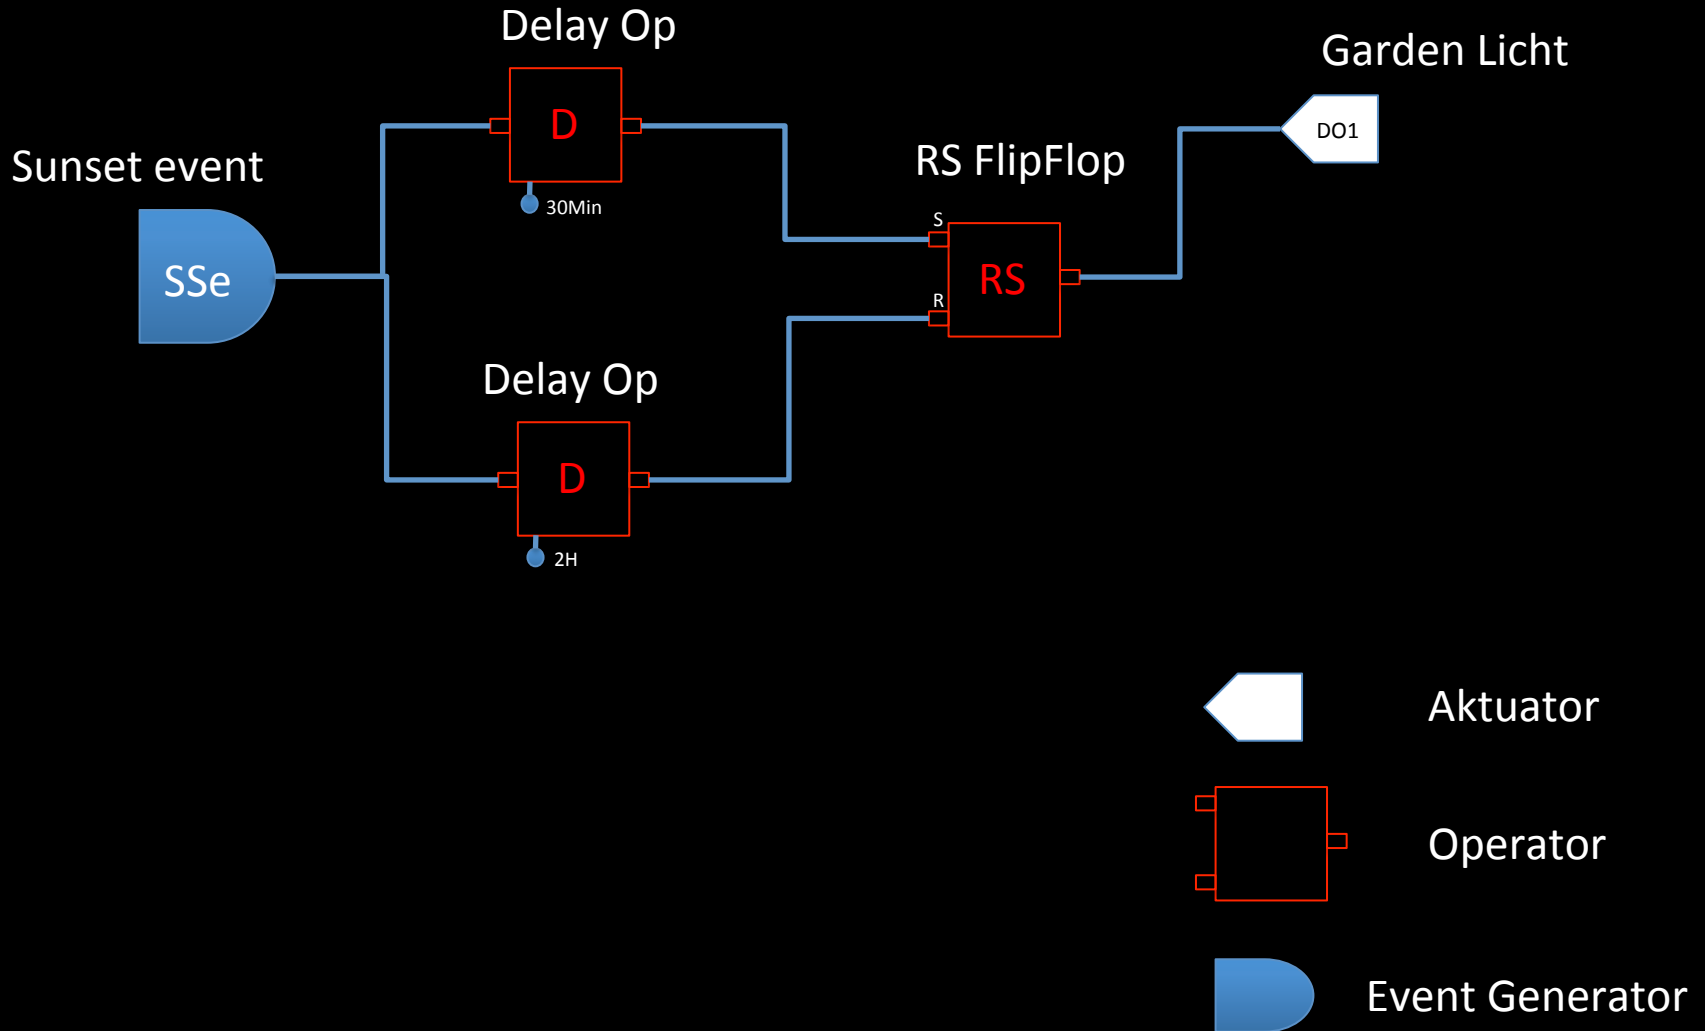 Delay Op
Garden Licht
D
DO1
Sunset event
RS FlipFlop
30Min
S
SSe
RS
R
Delay Op
D
2H
Aktuator
Operator
Event Generator